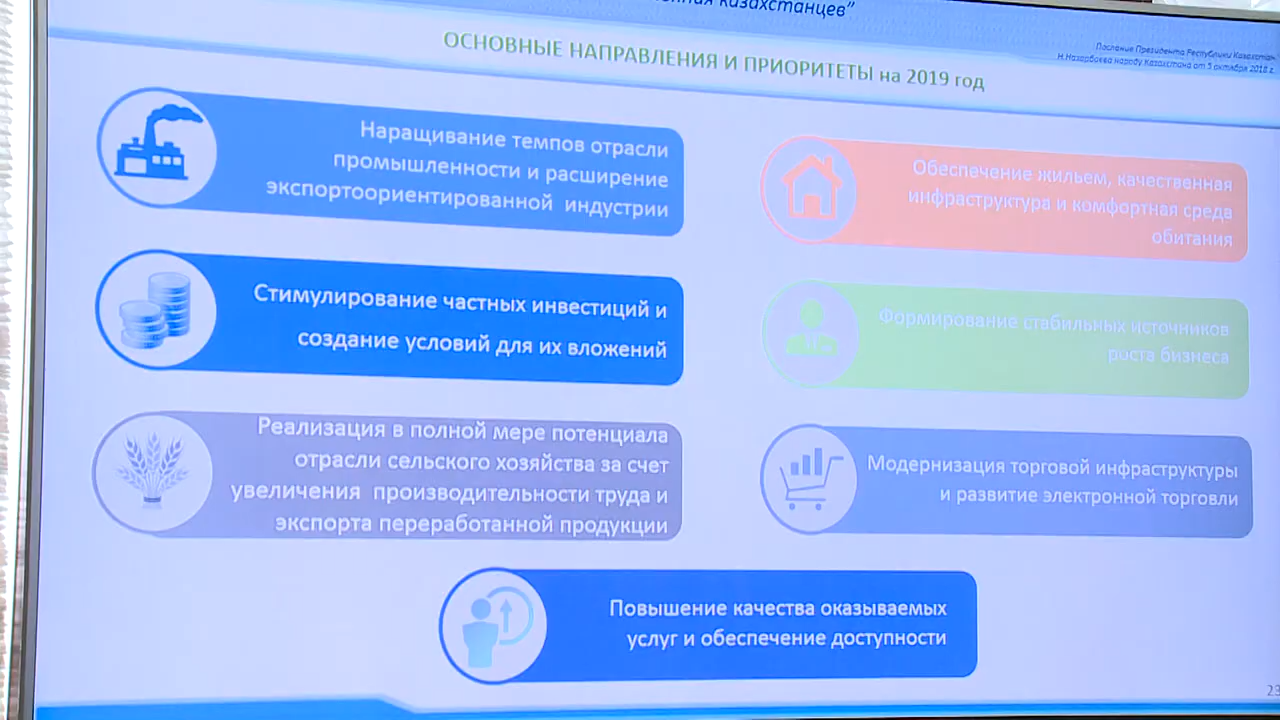 казахстанцев”
Послание Президента Республики Казахстан
Н.Назарбаева народу Казахстана от 5 октября 2018 г.
ОСНОВНЫЕ НАПРАВЛЕНИЯ И ПРИОРИТЕТЫ на 2019 год
Наращивание темпов отрасли
промышленности и расширение
экспортоориентированной индустрии
Стимулирование частных инвестиций и
создание условий для их вложений
Реализация в полной мере потенциала
отрасли сельского хозяйства за счет
увеличения производительности труда и
экспорта переработанной продукции
Обеспечение жильем, качественная
инфраструктура и комфортная среда
обитания
Формирование стабильных источников
роста бизнеса
Модернизация торговой инфраструктуры
и развитие электронной торговли
Повышение качества оказываемых
услуг и обеспечение доступности